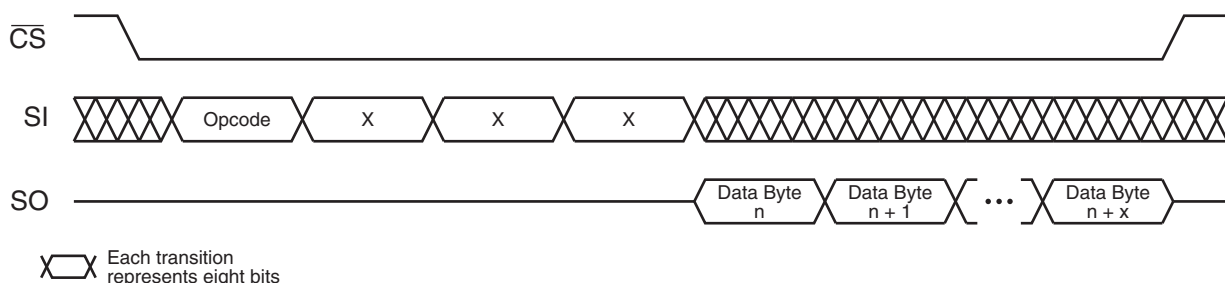 CS
SI
Opcode
X
X
X
SO
Data Byte
n
Data Byte
n + 1
•••
Data Byte
n + x
Each transition
represents eight bits